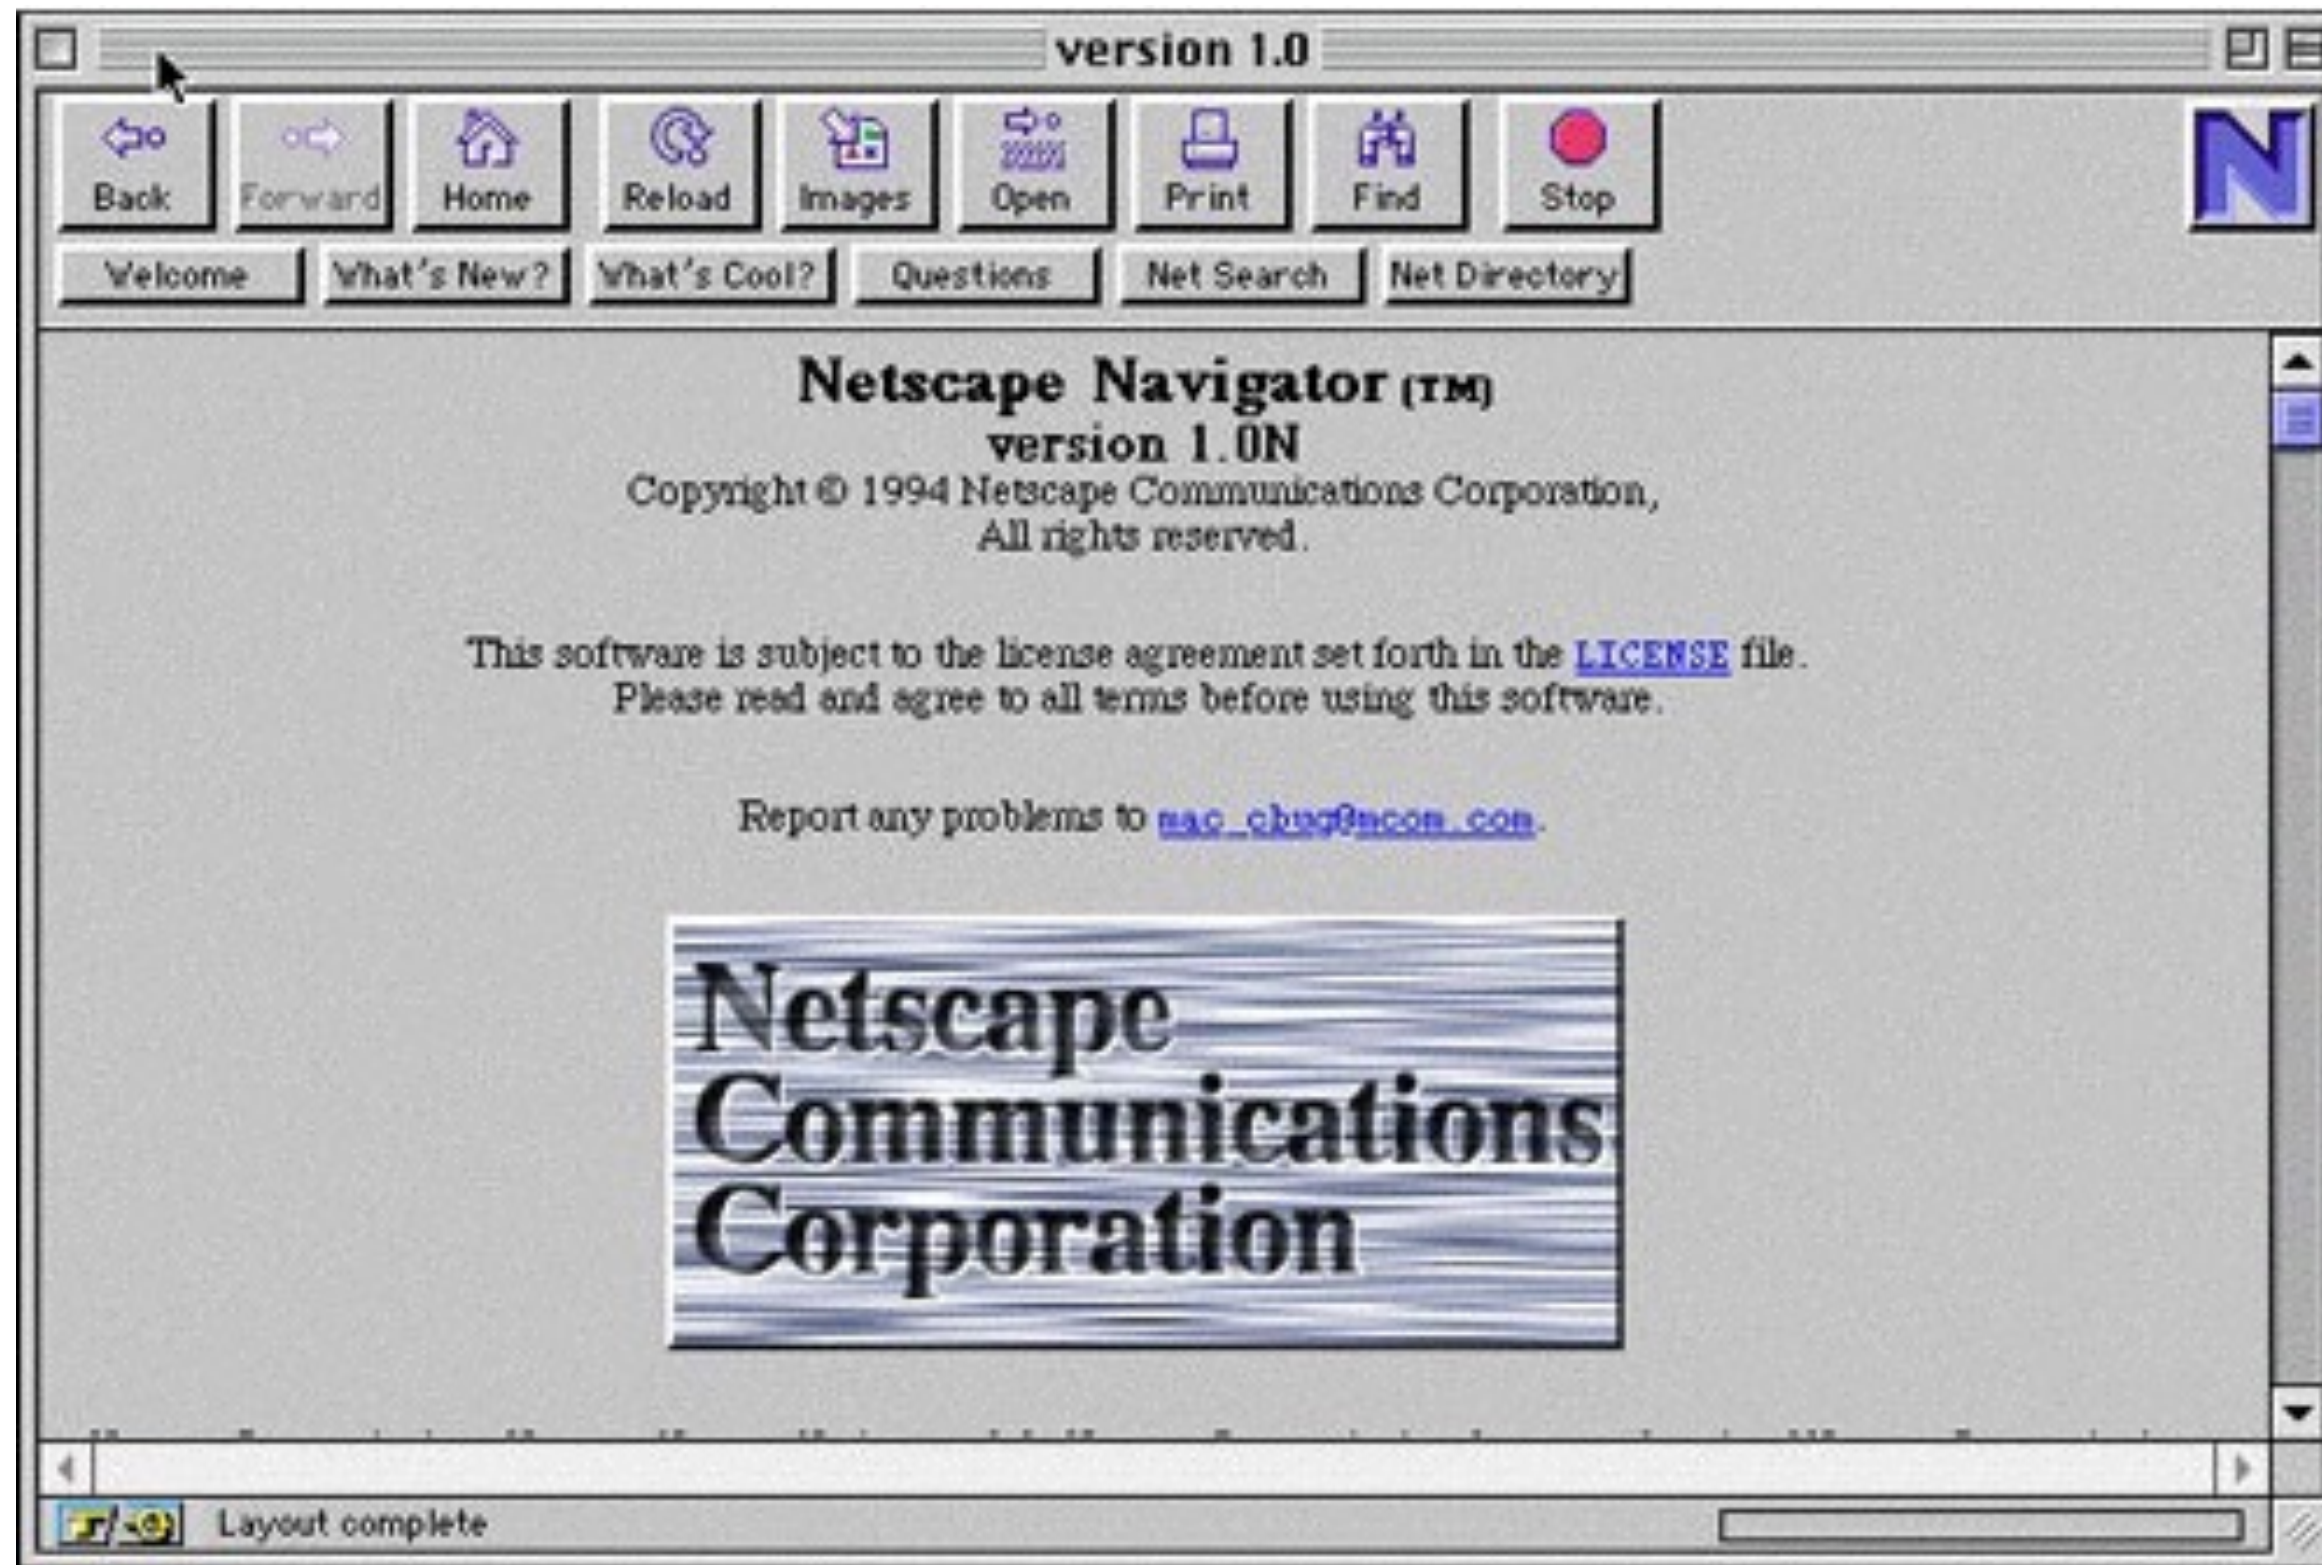 version 1.0
Back Forward Home Reload Images Open Print Find Stop
N
Welcome What's New? What's Cool? Questions Net Search Net Directory
Netscape Navigator (TM)
version 1.0N
Copyright © 1994 Netscape Communications Corporation,
All rights reserved.
This software is subject to the license agreement set forth in the LICENSE file.
Please read and agree to all terms before using this software.
Report any problems to mac_cbug@mcom.com.
Netscape
Communications
Corporation
Layout complete